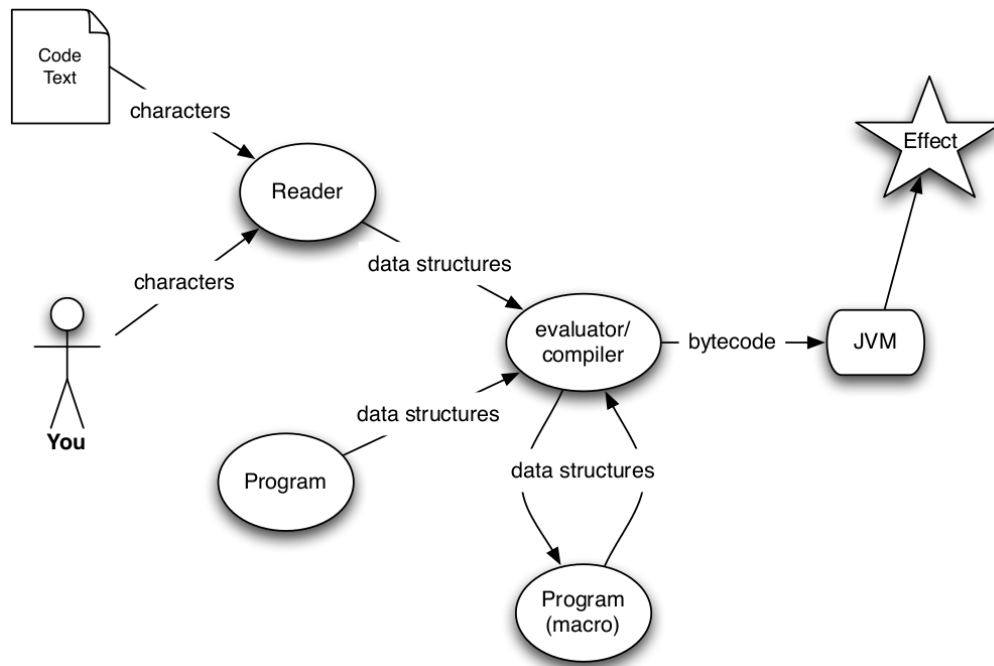 Code
Text
characters
Effect
Reader
data structures
characters
evaluator/
compiler
bytecode
JVM
data structures
You
Program
data structures
Program
(macro)